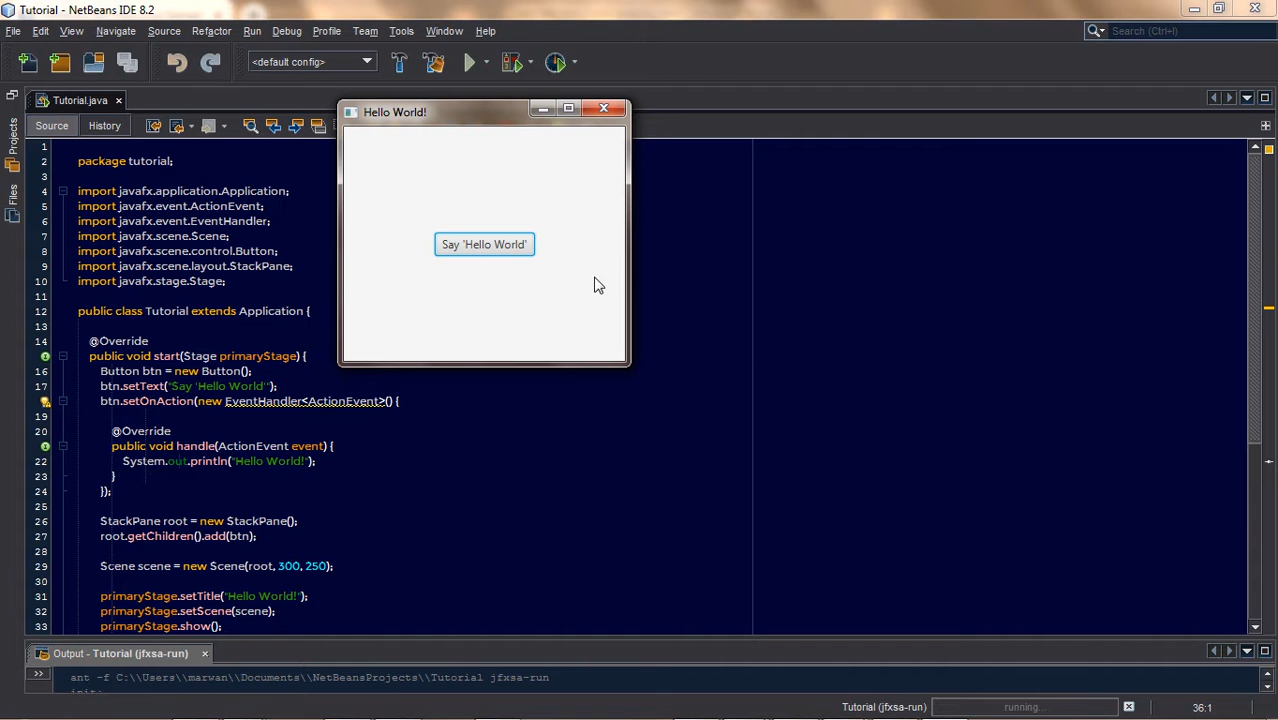 Tutorial - NetBeans IDE 8.2
File Edit View Navigate Source Refactor Run Debug Profile Team Tools Window Help
Search (Ctrl+I)
<default config>
Tutorial.java
Source History
Projects
Files
Hello World!
Say 'Hello World'
1
2 package tutorial;
3
4 import javafx.application.Application;
5 import javafx.event.ActionEvent;
6 import javafx.event.EventHandler;
7 import javafx.scene.Scene;
8 import javafx.scene.control.Button;
9 import javafx.scene.layout.StackPane;
10 import javafx.stage.Stage;
11
12 public class Tutorial extends Application {
13
14 @Override
public void start(Stage primaryStage) {
16 Button btn = new Button();
17 btn.setText("Say 'Hello World'");
btn.setOnAction(new EventHandler<ActionEvent>() {
19
20 @Override
public void handle(ActionEvent event) {
22 System.out.println("Hello World!");
23 }
24 });
25
26 StackPane root = new StackPane();
27 root.getChildren().add(btn);
28
29 Scene scene = new Scene(root, 300, 250);
30
31 primaryStage.setTitle("Hello World!");
32 primaryStage.setScene(scene);
33 primaryStage.show();
Output - Tutorial (jfxsa-run)
ant -f C:\\Users\\marwan\\Documents\\NetBeansProjects\\Tutorial jfxsa-run
init:
Tutorial (jfxsa-run) running... 36:1